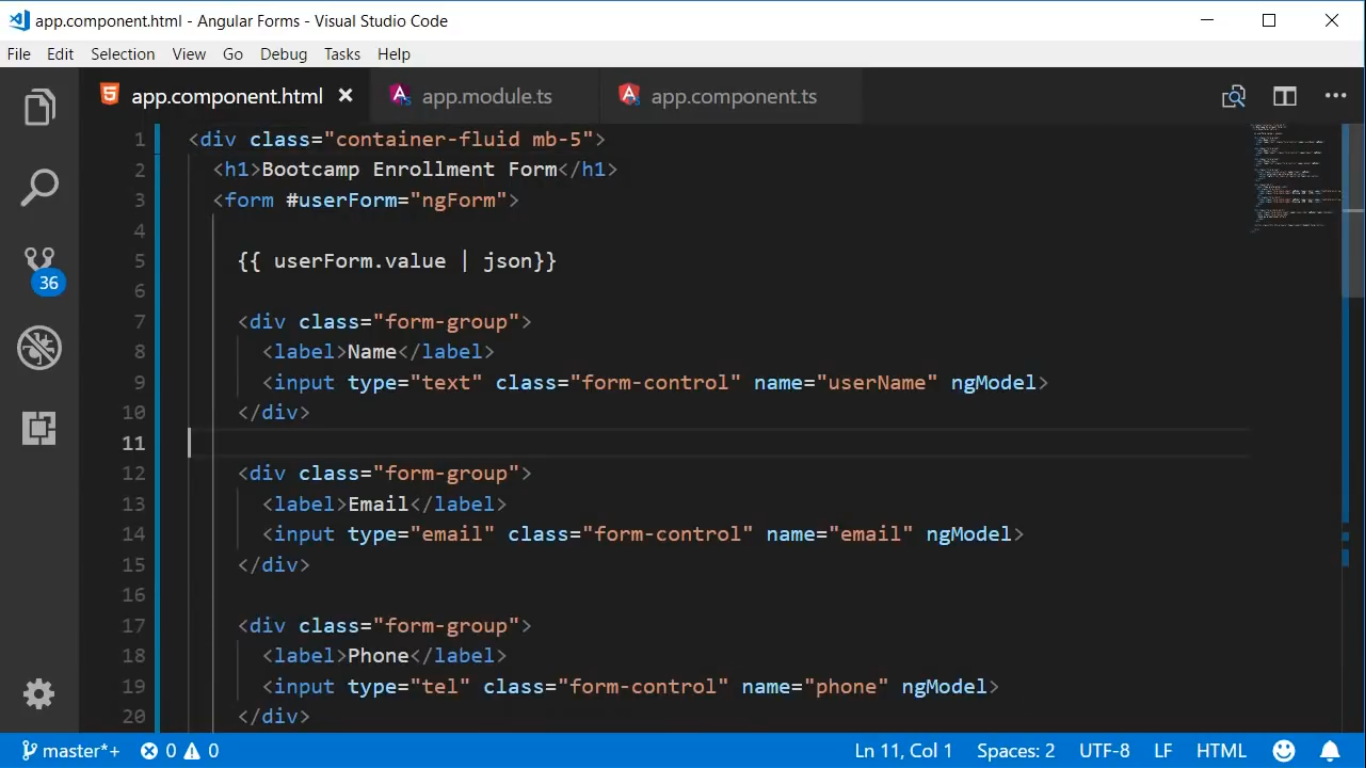 app.component.html - Angular Forms - Visual Studio Code
File Edit Selection View Go Debug Tasks Help
app.component.html app.module.ts app.component.ts
1 <div class="container-fluid mb-5">
2 <h1>Bootcamp Enrollment Form</h1>
3 <form #userForm="ngForm">
4
5 {{ userForm.value | json}}
6
7 <div class="form-group">
8 <label>Name</label>
9 <input type="text" class="form-control" name="userName" ngModel>
10 </div>
11
12 <div class="form-group">
13 <label>Email</label>
14 <input type="email" class="form-control" name="email" ngModel>
15 </div>
16
17 <div class="form-group">
18 <label>Phone</label>
19 <input type="tel" class="form-control" name="phone" ngModel>
20 </div>
36
master*+ 0 0 Ln 11, Col 1 Spaces: 2 UTF-8 LF HTML